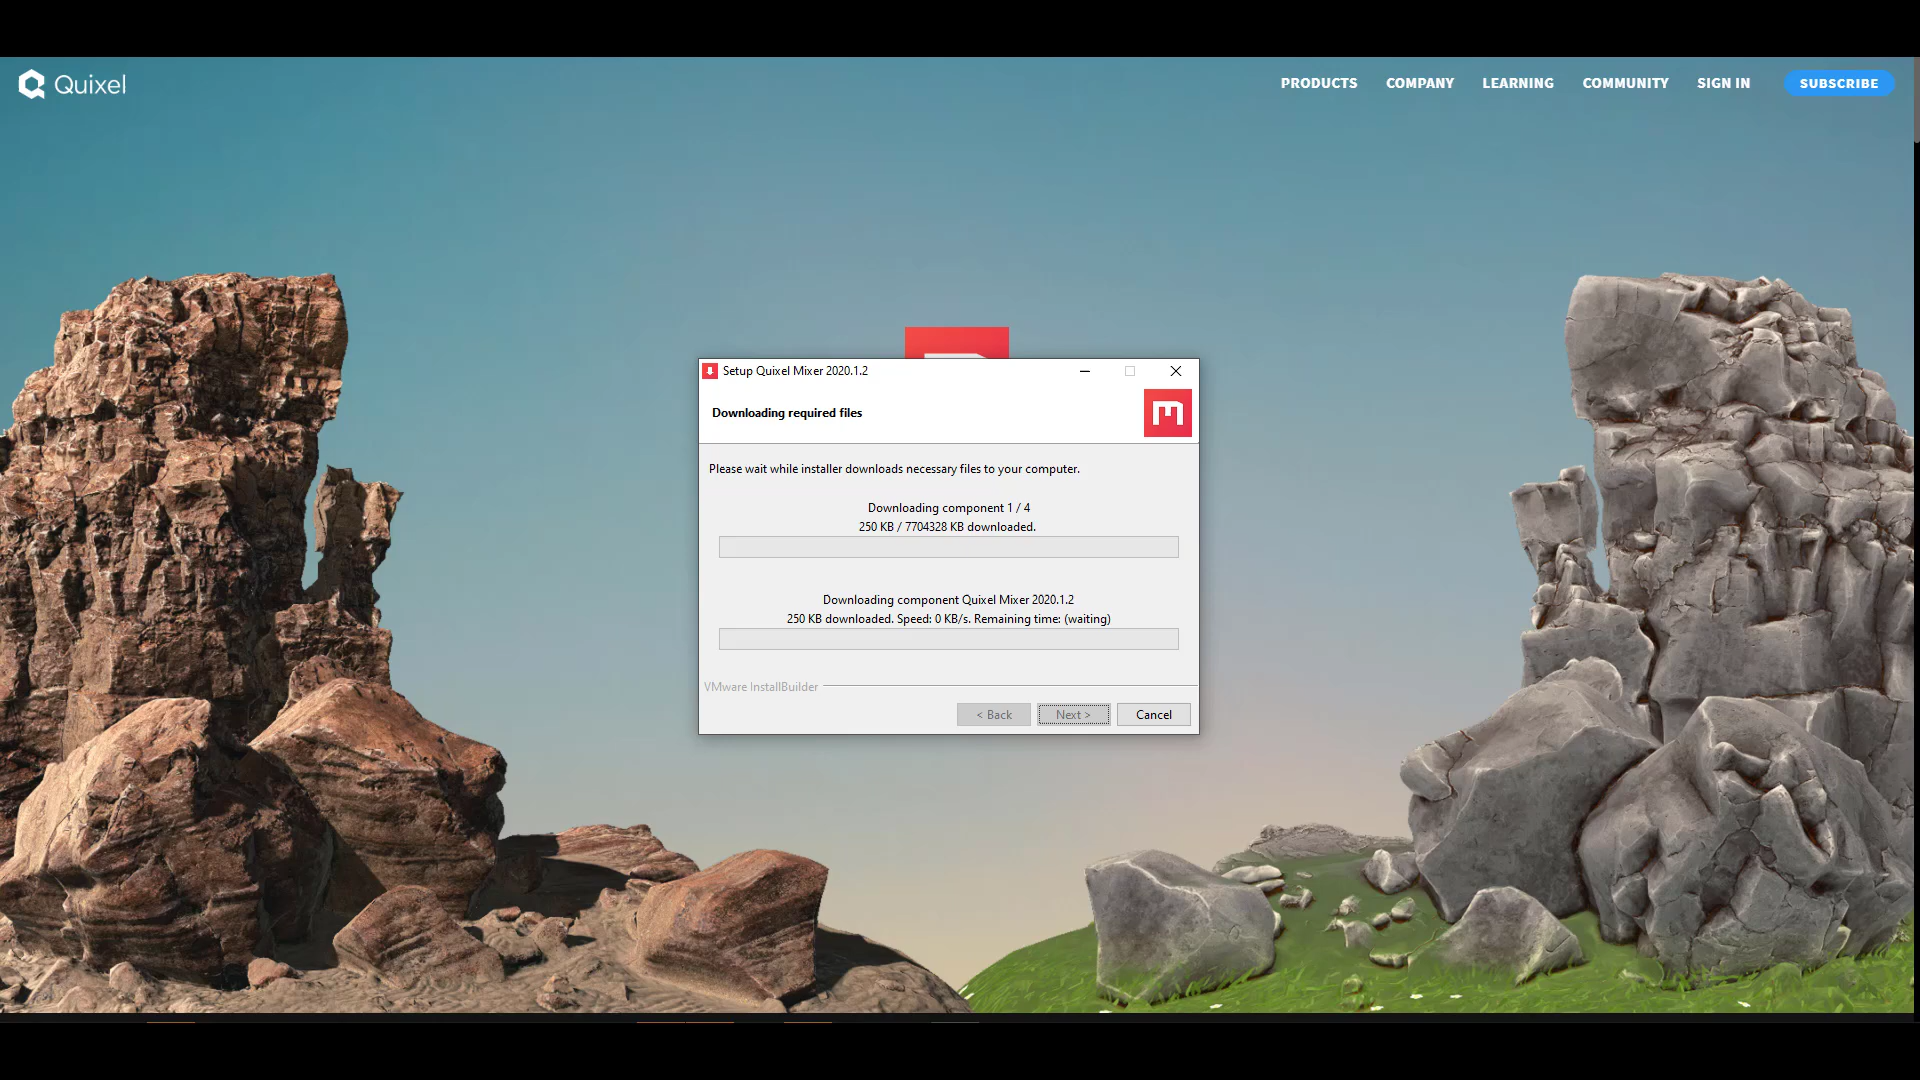 Quixel
PRODUCTS COMPANY LEARNING COMMUNITY SIGN IN SUBSCRIBE
Setup Quixel Mixer 2020.1.2
Downloading required files
Please wait while installer downloads necessary files to your computer.
Downloading component 1 / 4
250 KB / 7704328 KB downloaded.
Downloading component Quixel Mixer 2020.1.2
250 KB downloaded. Speed: 0 KB/s. Remaining time: (waiting)
VMware InstallBuilder
< Back Next > Cancel